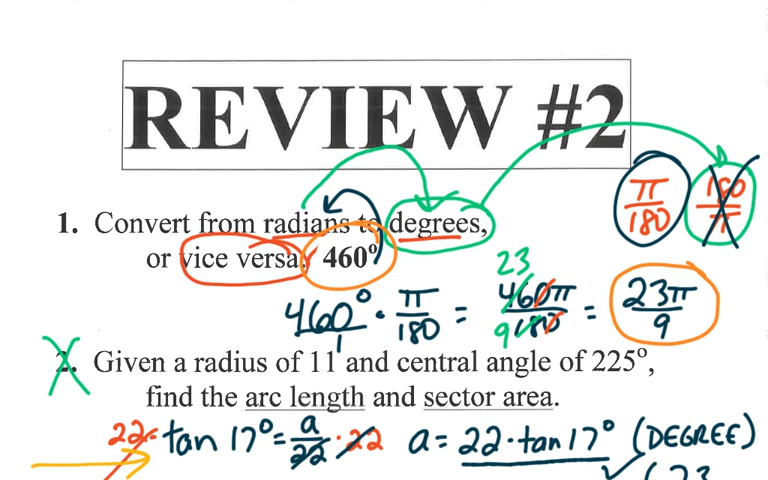 REVIEW #2
1. Convert from radians to degrees,
π/180 180/π
or vice versa. 460°
460°/1 · π/180 = 460π/180 = 23π/9
23
9
2. Given a radius of 11 and central angle of 225°,
find the arc length and sector area.
22· tan 17° = a/22 ·22 a = 22·tan 17° (DEGREE)